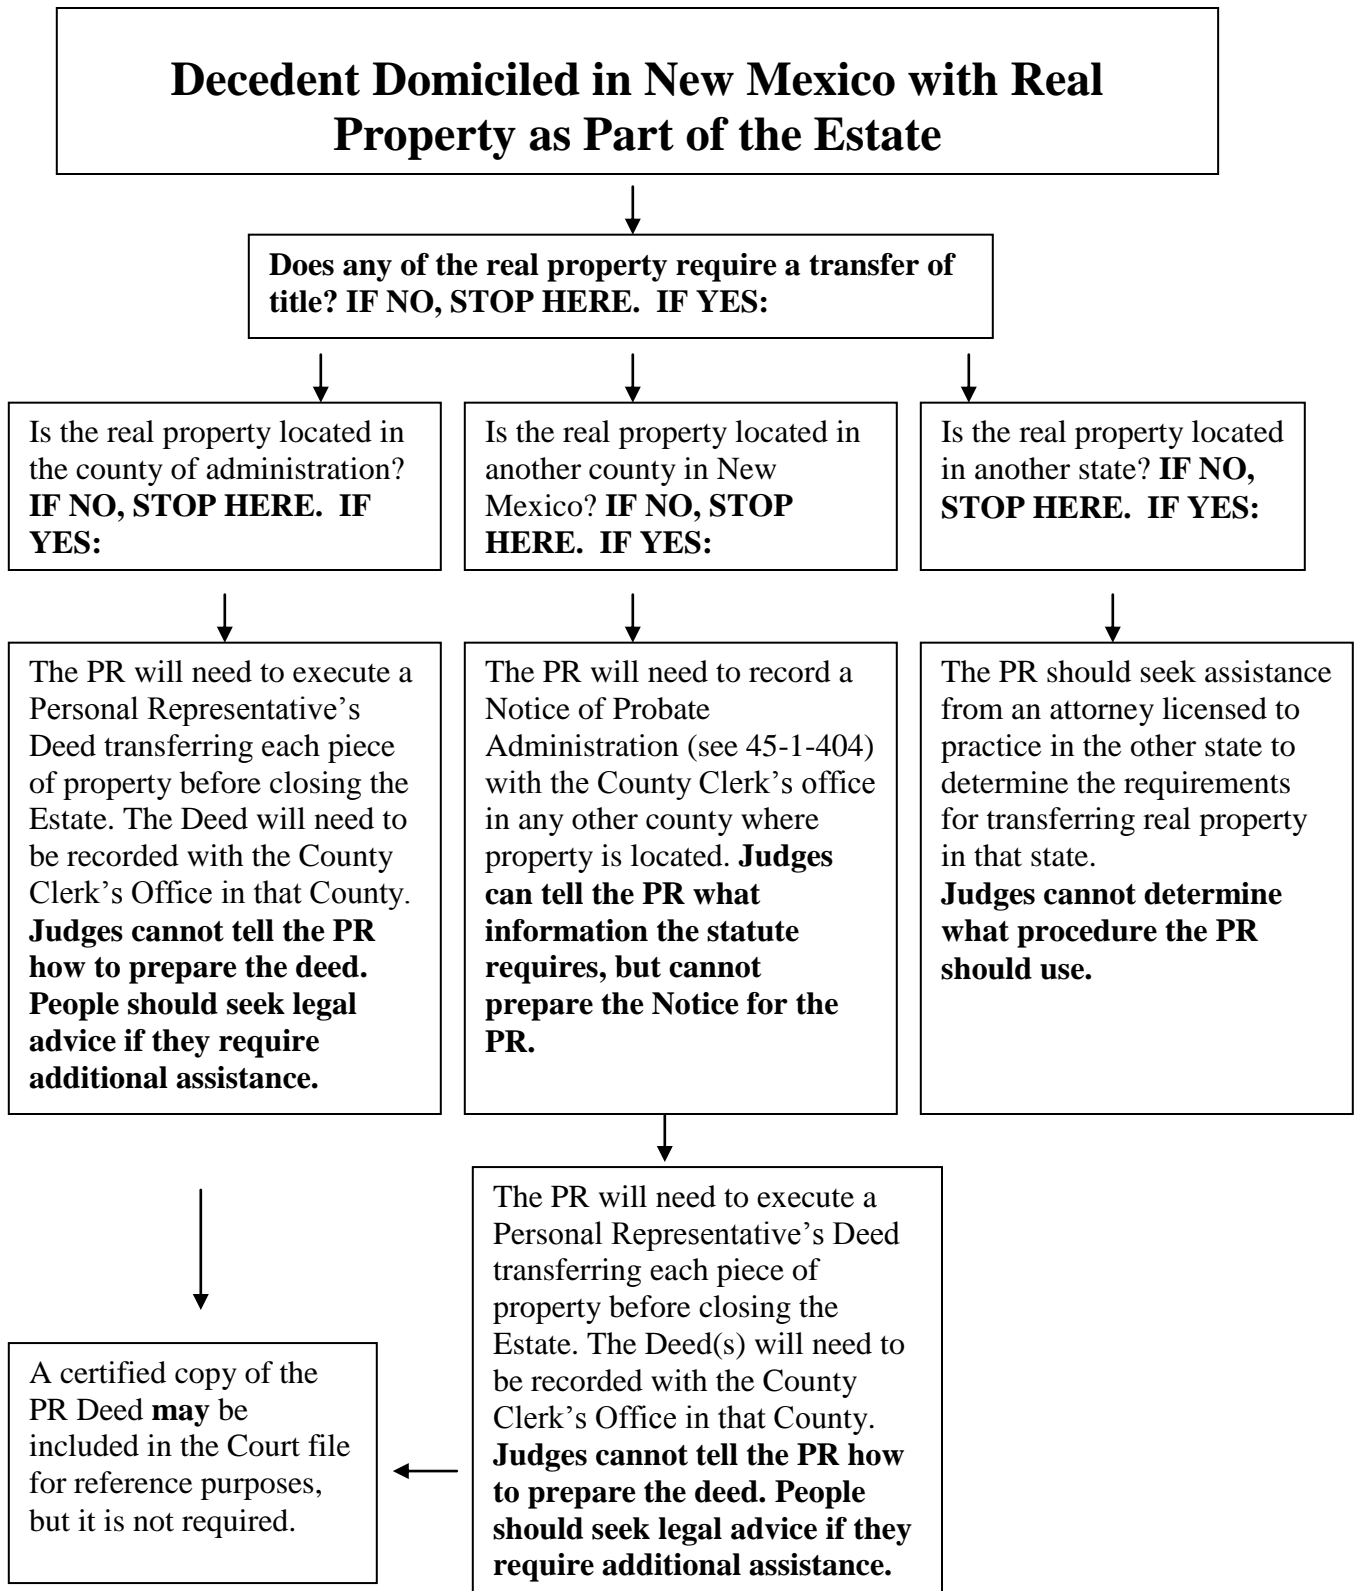 Decedent Domiciled in New Mexico with Real
Property as Part of the Estate
Does any of the real property require a transfer of
title? IF NO, STOP HERE.  IF YES:
Is the real property located in
the county of administration?
IF NO, STOP HERE.  IF
YES:
Is the real property located in
another county in New
Mexico? IF NO, STOP
HERE.  IF YES:
Is the real property located
in another state? IF NO,
STOP HERE.  IF YES:
The PR will need to execute a
Personal Representative’s
Deed transferring each piece
of property before closing the
Estate. The Deed will need to
be recorded with the County
Clerk’s Office in that County.
Judges cannot tell the PR
how to prepare the deed.
People should seek legal
advice if they require
additional assistance.
The PR will need to record a
Notice of Probate
Administration (see 45-1-404)
with the County Clerk’s office
in any other county where
property is located. Judges
can tell the PR what
information the statute
requires, but cannot
prepare the Notice for the
PR.
The PR should seek assistance
from an attorney licensed to
practice in the other state to
determine the requirements
for transferring real property
in that state.
Judges cannot determine
what procedure the PR
should use.
The PR will need to execute a
Personal Representative’s Deed
transferring each piece of
property before closing the
Estate. The Deed(s) will need to
be recorded with the County
Clerk’s Office in that County.
Judges cannot tell the PR how
to prepare the deed. People
should seek legal advice if they
require additional assistance.
A certified copy of the
PR Deed may be
included in the Court file
for reference purposes,
but it is not required.